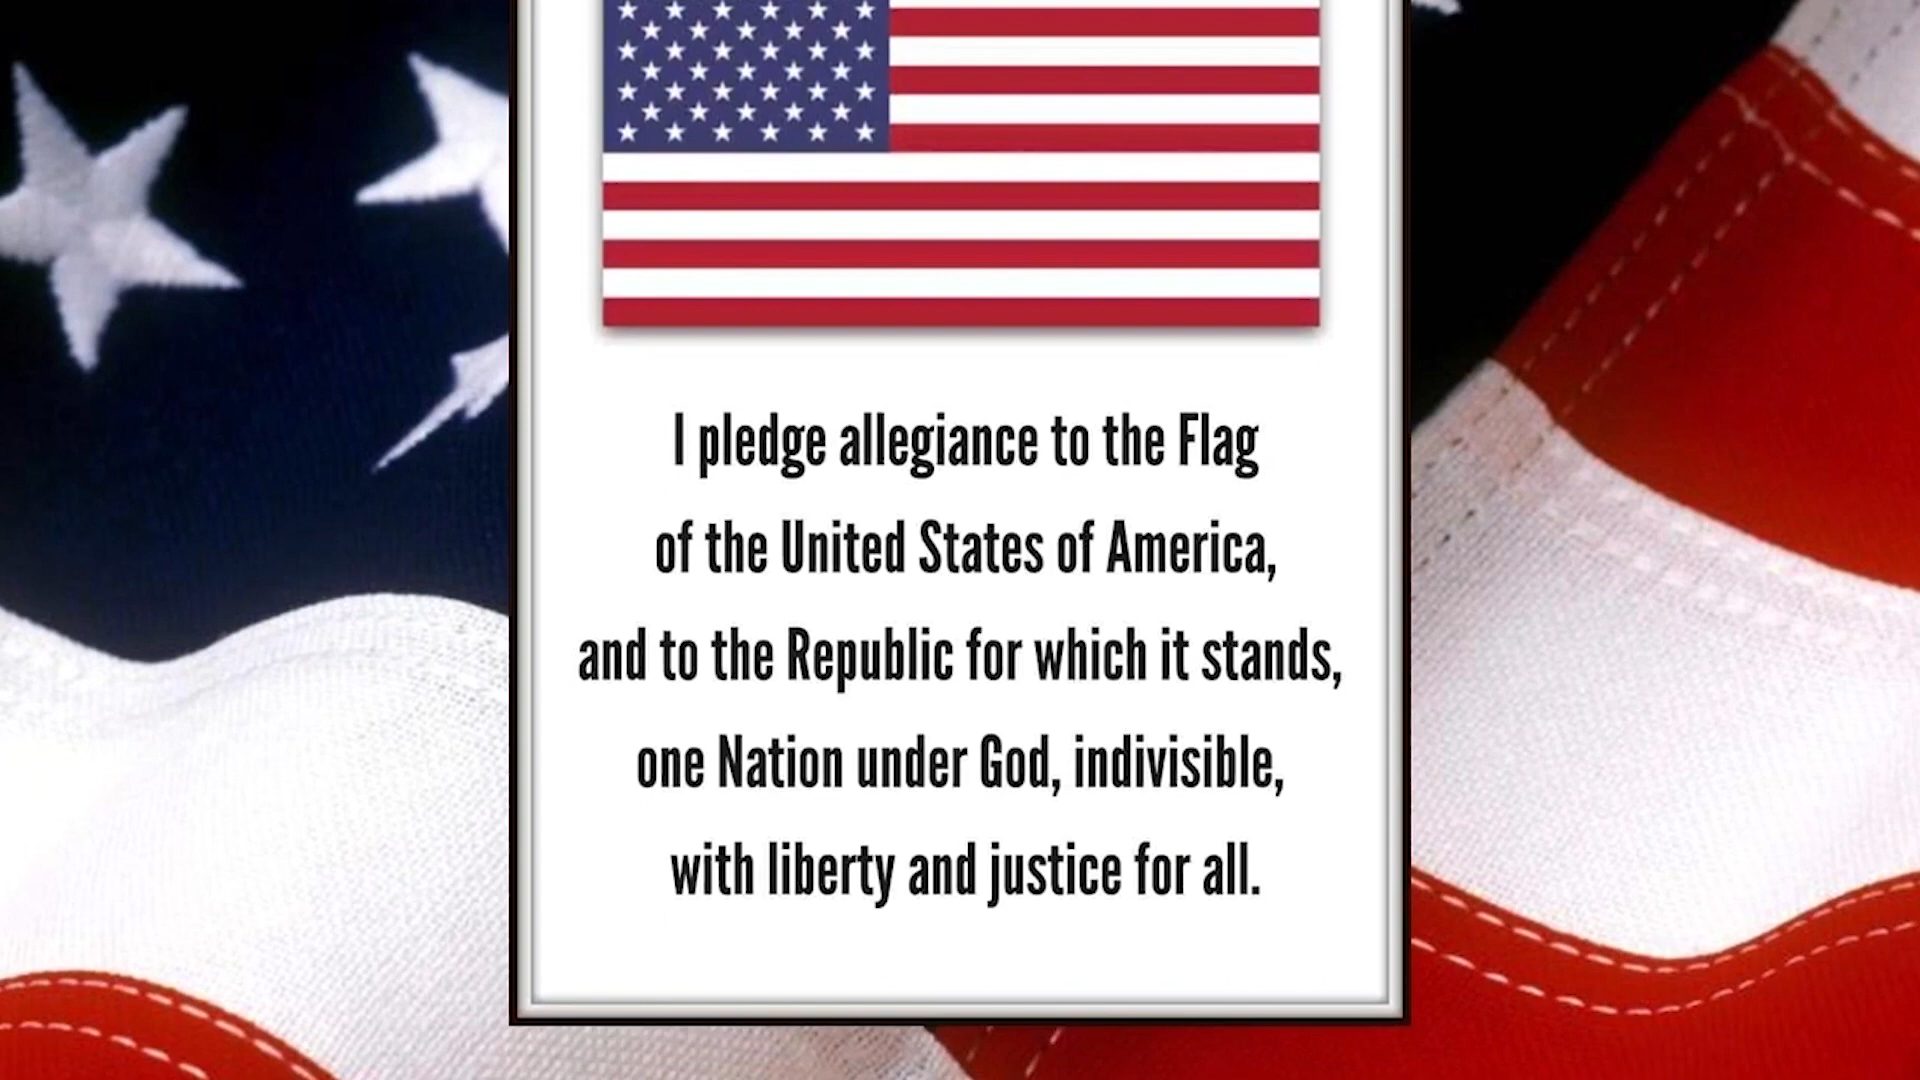 I pledge allegiance to the Flag
of the United States of America,
and to the Republic for which it stands,
one Nation under God, indivisible,
with liberty and justice for all.